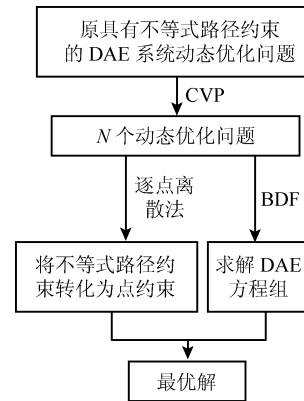 原具有不等式路径约束
的 DAE 系统动态优化问题
CVP
N 个动态优化问题
逐点离
散法
BDF
将不等式路径约
束转化为点约束
求解 DAE
方程组
最优解